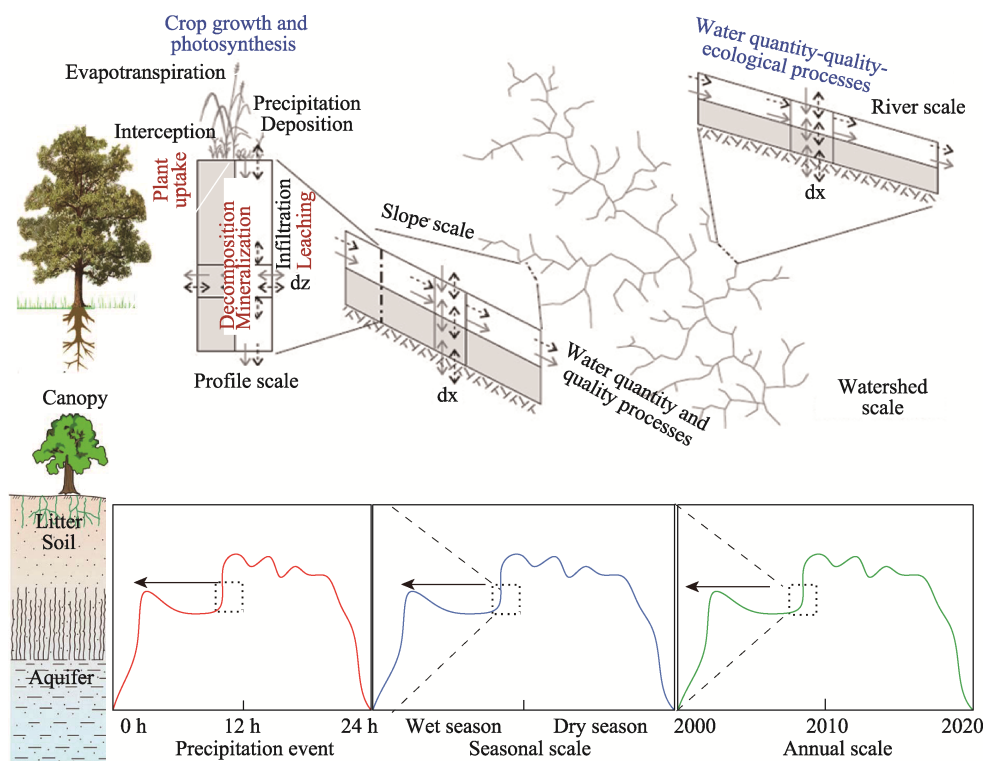 Crop growth and
photosynthesis
Evapotranspiration
Precipitation
Deposition
Interception
Plant
uptake
Decomposition
Mineralization
Infiltration
Leaching
dz
Profile scale
Slope scale
dx
Water quantity and
quality processes
Water quantity-quality-
ecological processes
River scale
dx
Watershed
scale
Canopy
Litter
Soil
Aquifer
0 h
12 h
24 h
Precipitation event
Wet season
Dry season
Seasonal scale
2000
2010
2020
Annual scale